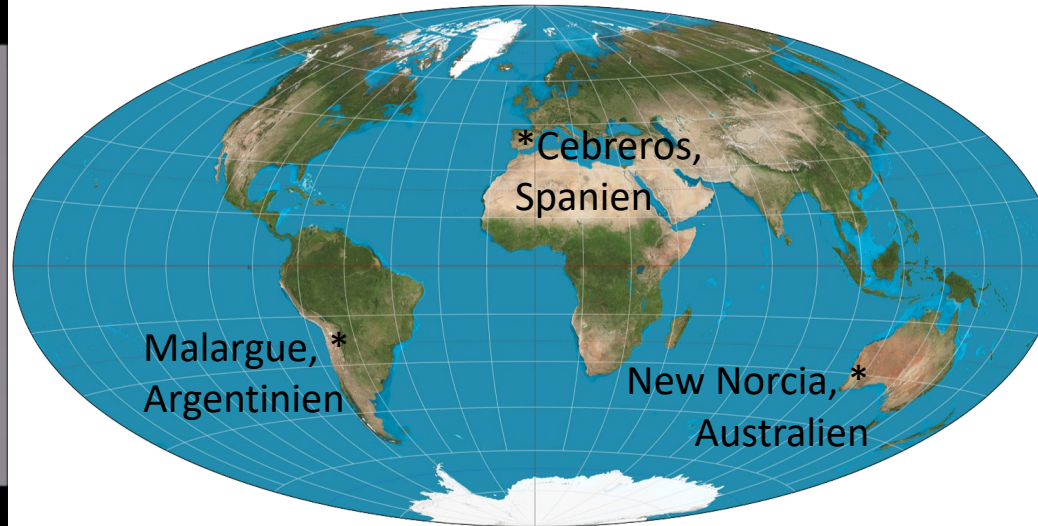 *Cebreros,
Spanien
Malargue, *
Argentinien
New Norcia, *
Australien